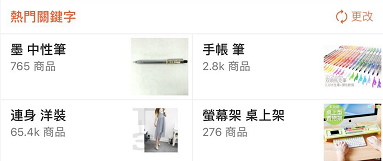 熱門關鍵字
更改
墨 中性筆
765 商品
手帳 筆
2.8k 商品
連身 洋裝
65.4k 商品
螢幕架 桌上架
276 商品